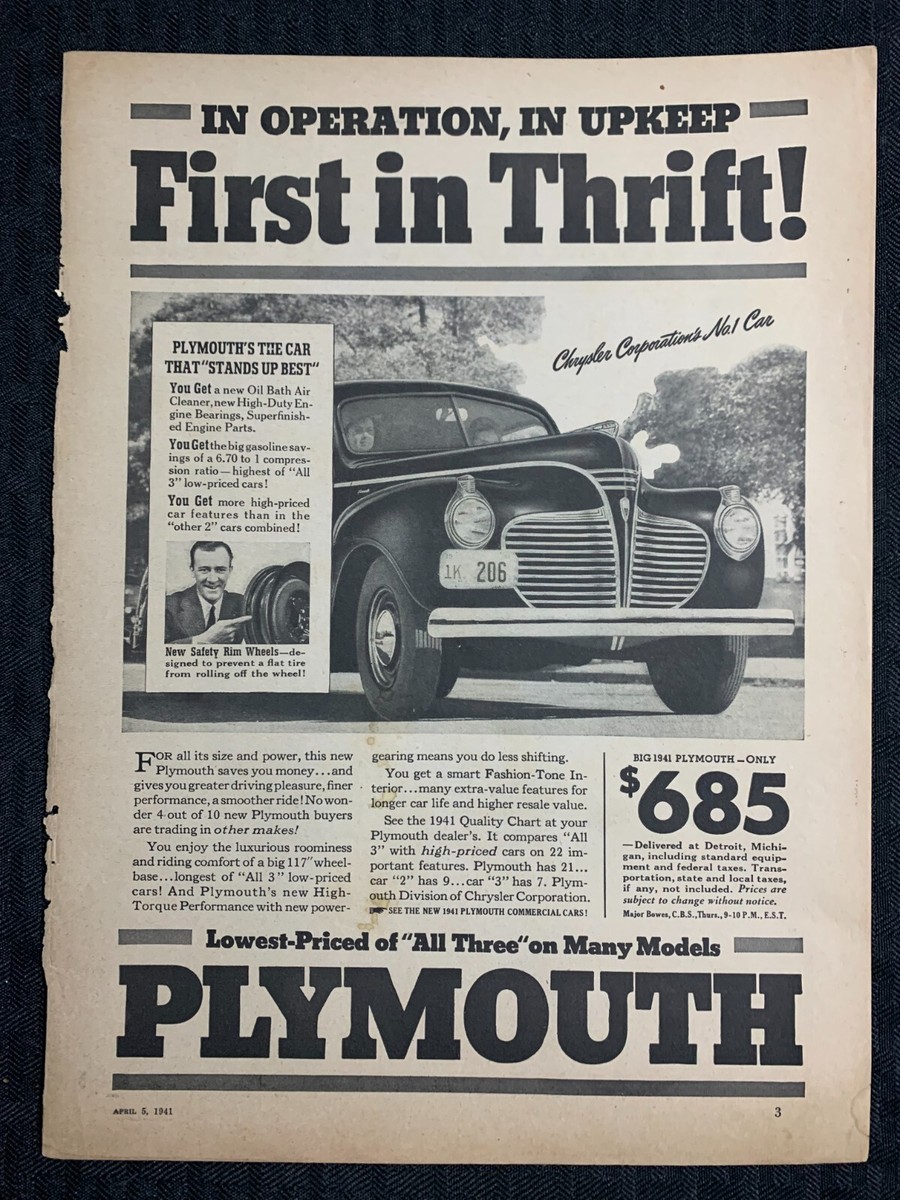 IN OPERATION, IN UPKEEP
First in Thrift!
Chrysler Corporation's No.1 Car
PLYMOUTH'S THE CAR
THAT "STANDS UP BEST"
You Get a new Oil Bath Air
Cleaner, new High-Duty En-
gine Bearings, Superfinish-
ed Engine Parts.
You Get the big gasoline sav-
ings of a 6.70 to 1 compres-
sion ratio—highest of "All
3" low-priced cars!
You Get more high-priced
car features than in the
"other 2" cars combined!
New Safety Rim Wheels—de-
signed to prevent a flat tire
from rolling off the wheel!
1K 206
FOR all its size and power, this new
Plymouth saves you money...and
gives you greater driving pleasure, finer
performance, a smoother ride! No won-
der 4 out of 10 new Plymouth buyers
are trading in other makes!
You enjoy the luxurious roominess
and riding comfort of a big 117" wheel-
base...longest of "All 3" low-priced
cars! And Plymouth's new High-
Torque Performance with new power-
gearing means you do less shifting.
You get a smart Fashion-Tone In-
terior...many extra-value features for
longer car life and higher resale value.
See the 1941 Quality Chart at your
Plymouth dealer's. It compares "All
3" with high-priced cars on 22 im-
portant features. Plymouth has 21...
car "2" has 9...car "3" has 7. Plym-
outh Division of Chrysler Corporation.
SEE THE NEW 1941 PLYMOUTH COMMERCIAL CARS!
BIG 1941 PLYMOUTH—ONLY
$685
—Delivered at Detroit, Michi-
gan, including standard equip-
ment and federal taxes. Trans-
portation, state and local taxes,
if any, not included. Prices are
subject to change without notice.
Major Bowes, C.B.S., Thurs., 9-10 P.M., E.S.T.
Lowest-Priced of "All Three" on Many Models
PLYMOUTH
APRIL 5, 1941
3